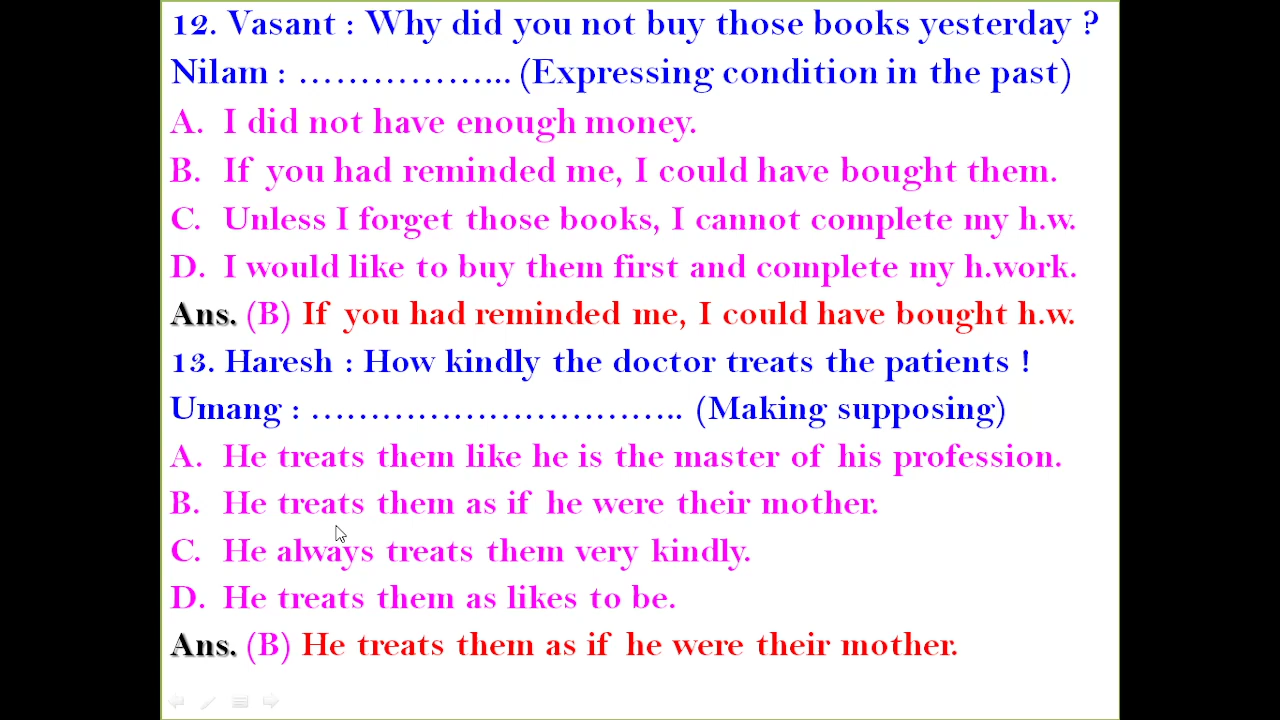 12. Vasant : Why did you not buy those books yesterday ?
Nilam : ……………….. (Expressing condition in the past)
A. I did not have enough money.
B. If you had reminded me, I could have bought them.
C. Unless I forget those books, I cannot complete my h.w.
D. I would like to buy them first and complete my h.work.
Ans. (B) If you had reminded me, I could have bought h.w.
13. Haresh : How kindly the doctor treats the patients !
Umang : ………………………….. (Making supposing)
A. He treats them like he is the master of his profession.
B. He treats them as if he were their mother.
C. He always treats them very kindly.
D. He treats them as likes to be.
Ans. (B) He treats them as if he were their mother.